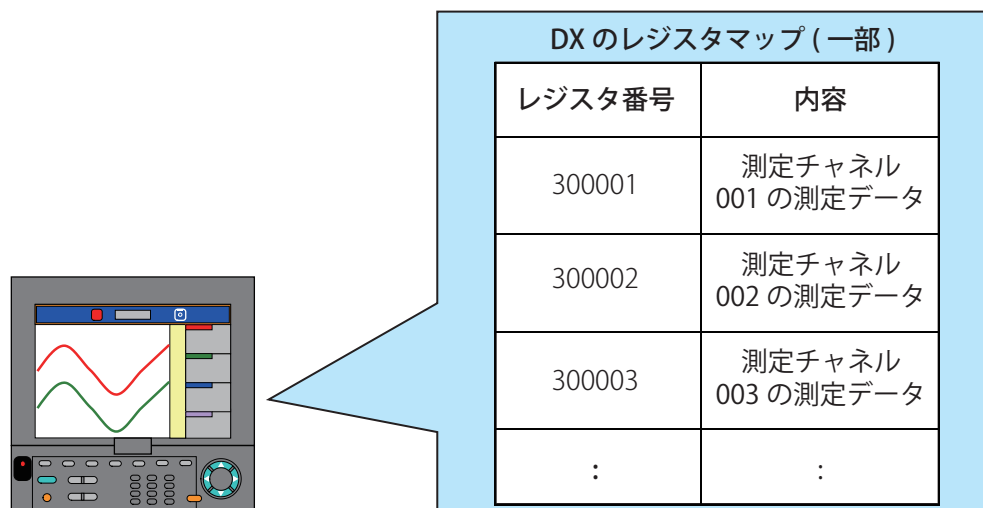 DX のレジスタマップ ( 一部 )
レジスタ番号
内容
300001
測定チャネル
001 の測定データ
300002
測定チャネル
002 の測定データ
300003
測定チャネル
003 の測定データ
:
: